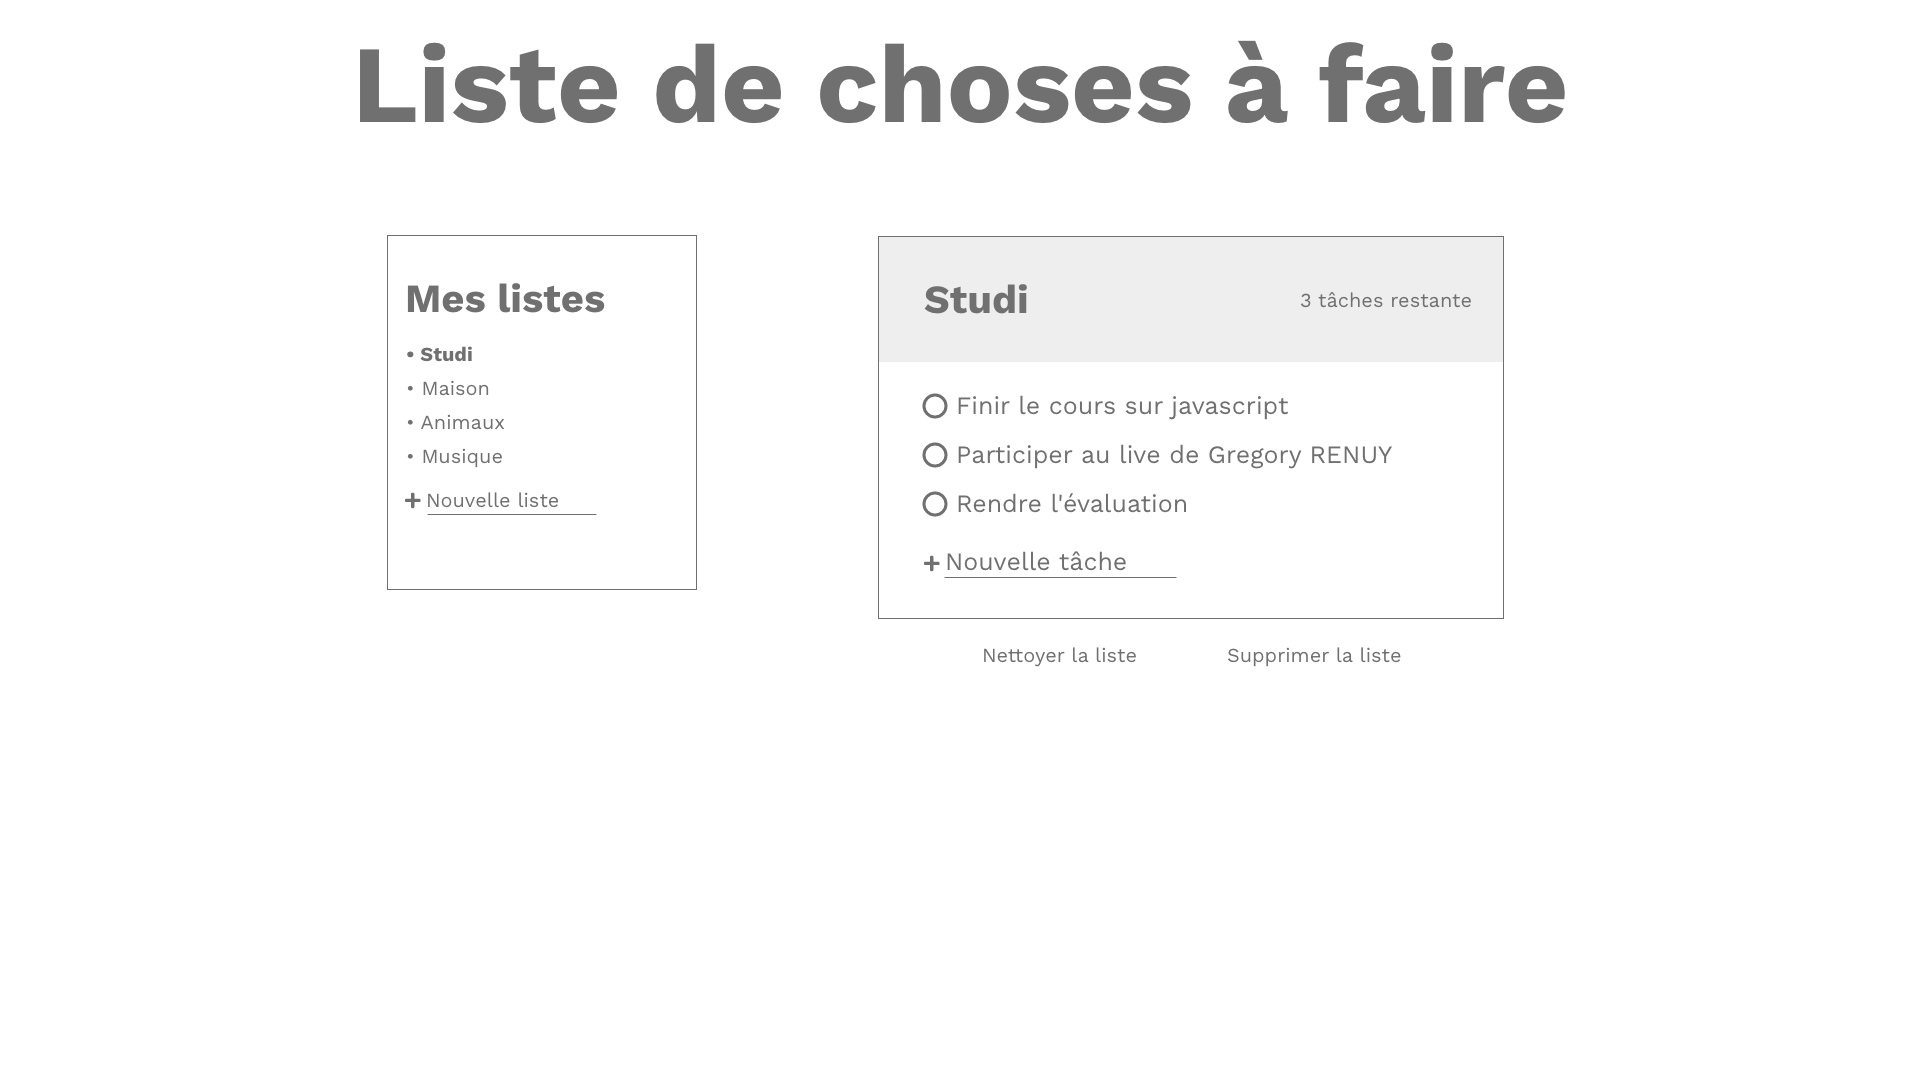 Liste de choses à faire
Mes listes
• Studi
• Maison
• Animaux
• Musique
+ Nouvelle liste
Studi
3 tâches restante
Finir le cours sur javascript
Participer au live de Gregory RENUY
Rendre l'évaluation
+ Nouvelle tâche
Nettoyer la liste
Supprimer la liste